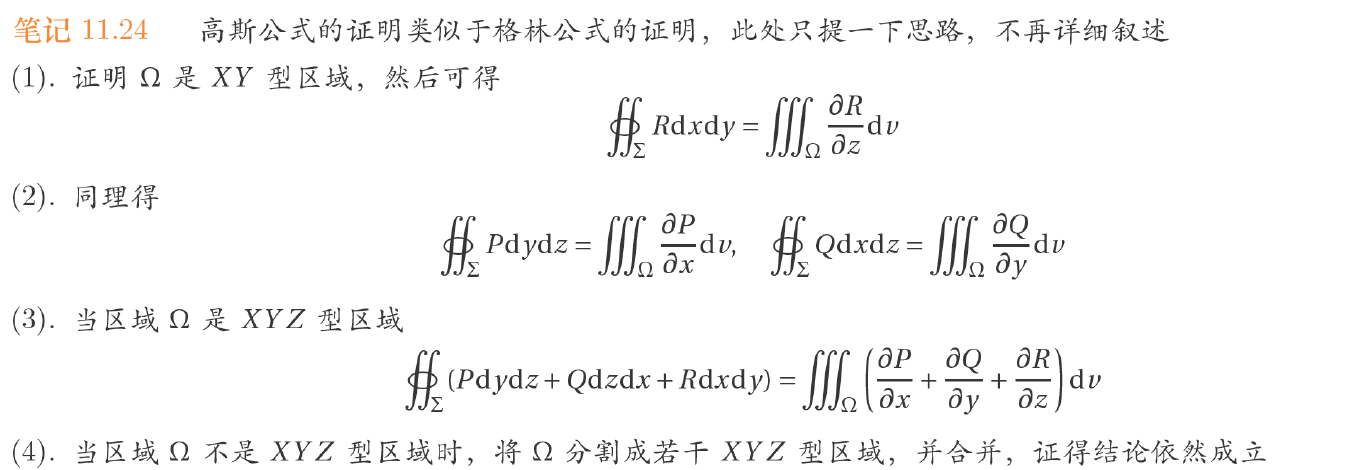 笔记 11.24 高斯公式的证明类似于格林公式的证明，此处只提一下思路，不再详细叙述
(1). 证明 Ω 是 XY 型区域，然后可得
∯_Σ Rdxdy = ∭_Ω ∂R/∂z dv
(2). 同理得
∯_Σ Pdydz = ∭_Ω ∂P/∂x dv, ∯_Σ Qdxdz = ∭_Ω ∂Q/∂y dv
(3). 当区域 Ω 是 XYZ 型区域
∯_Σ (Pdydz + Qdzdx + Rdxdy) = ∭_Ω (∂P/∂x + ∂Q/∂y + ∂R/∂z) dv
(4). 当区域 Ω 不是 XYZ 型区域时，将 Ω 分割成若干 XYZ 型区域，并合并，证得结论依然成立